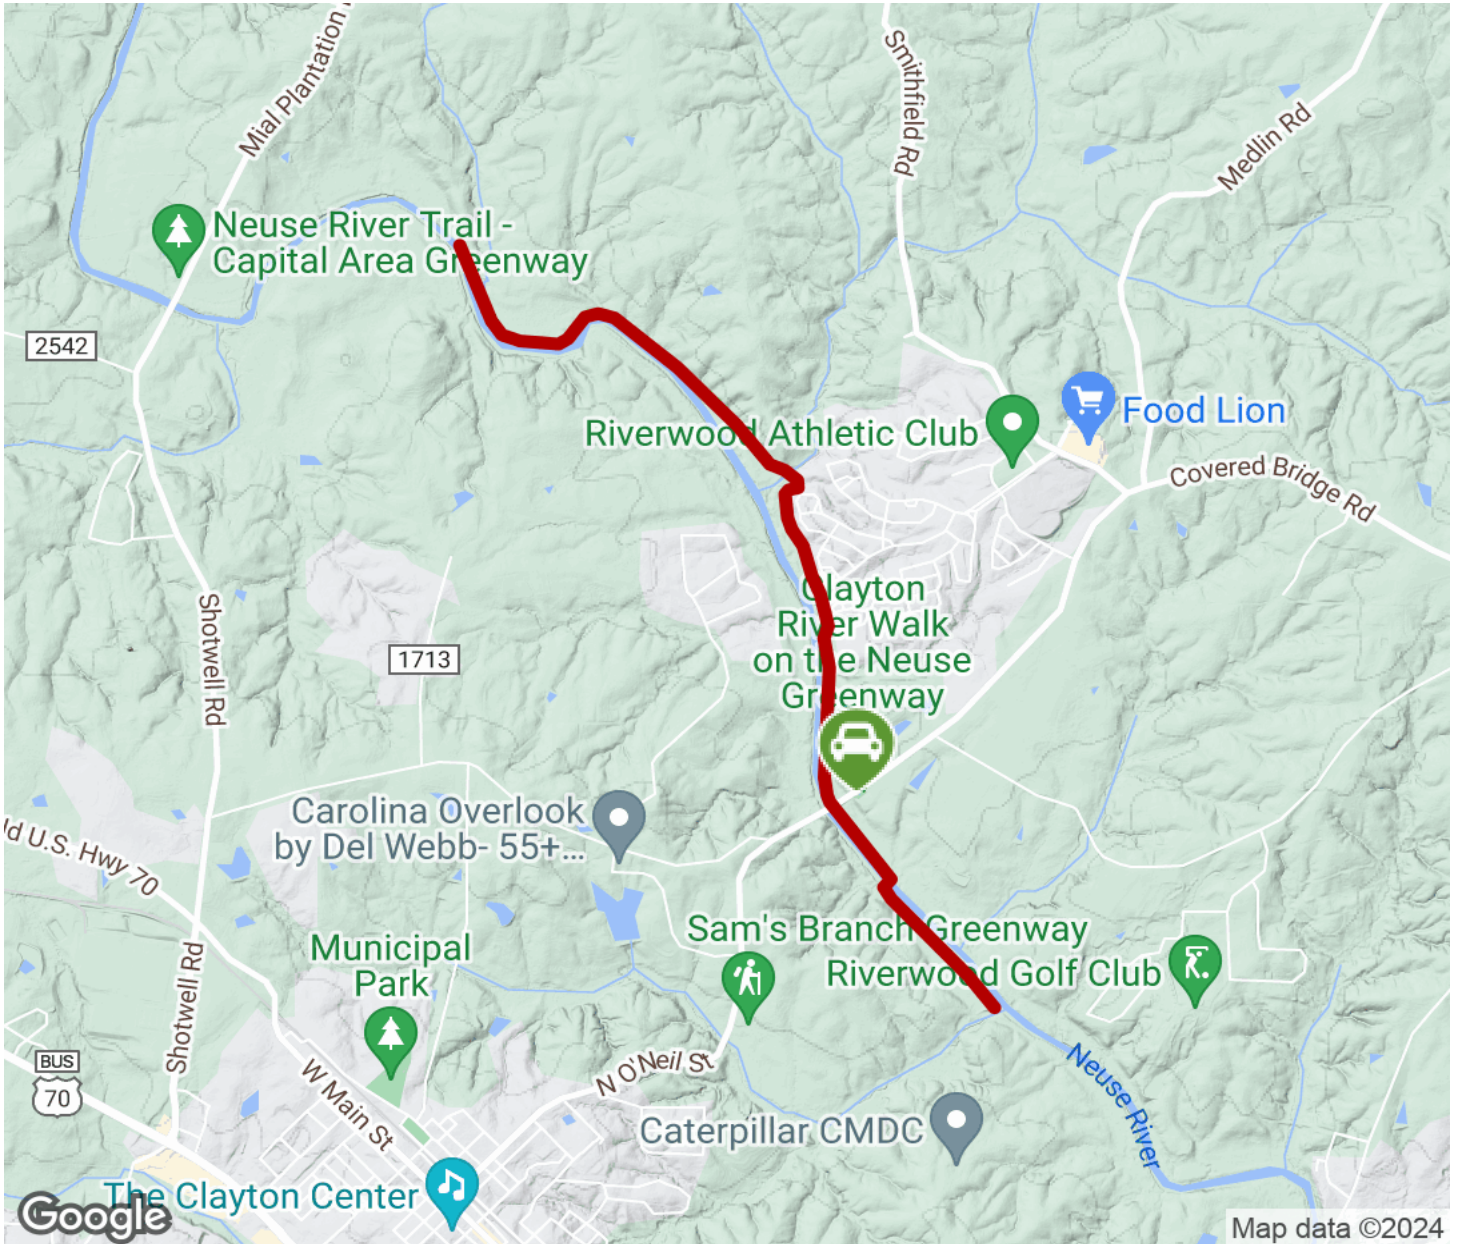 Mial Plantation
Smithfield Rd
Medlin Rd
Neuse River Trail -
Capital Area Greenway
2542
Food Lion
Riverwood Athletic Club
Covered Bridge Rd
Clayton
River Walk
on the Neuse
Greenway
Shotwell Rd
1713
Carolina Overlook
by Del Webb- 55+...
ld U.S. Hwy 70
Sam's Branch Greenway
Riverwood Golf Club
Municipal
Park
Shotwell Rd
BUS
70
W Main St
N O'Neil St
Neuse River
Caterpillar CMDC
The Clayton Center
Google
Map data ©2024